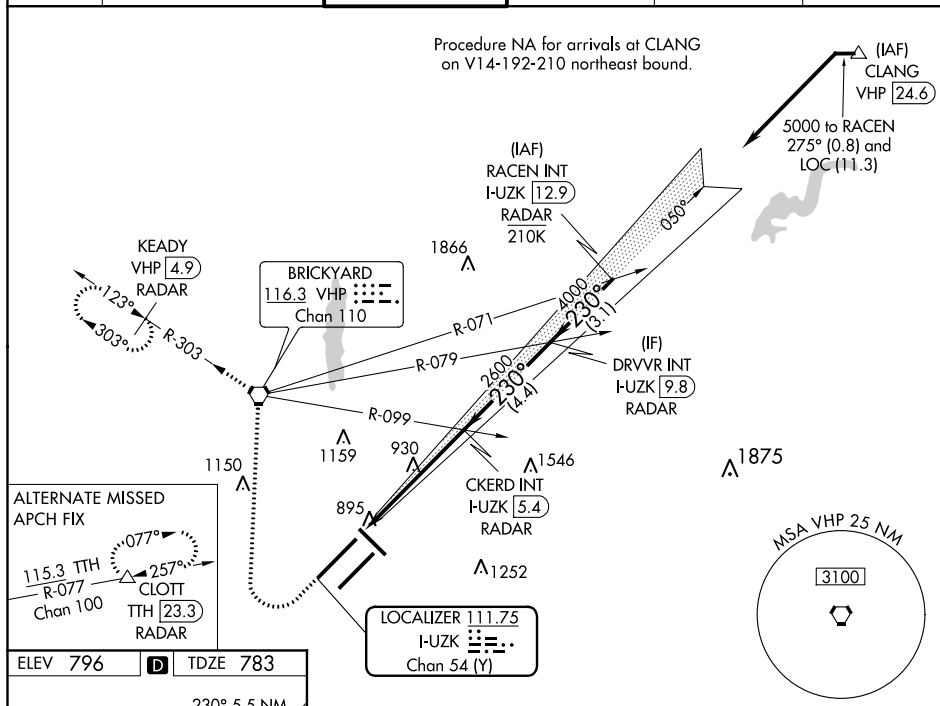 Procedure NA for arrivals at CLANG
on V14-192-210 northeast bound.
(IAF)
CLANG
VHP 24.6
5000 to RACEN
275° (0.8) and
LOC (11.3)
(IAF)
RACEN INT
I-UZK 12.9
RADAR
210K
050°
1866
KEADY
VHP 4.9
RADAR
123°
303°
R-303
BRICKYARD
116.3 VHP
Chan 110
R-071
R-079
R-099
4000
230°
(3.1)
2600
230°
(4.4)
(IF)
DRVVR INT
I-UZK 9.8
RADAR
1159
930
1546
1875
1150
895
CKERD INT
I-UZK 5.4
RADAR
1252
ALTERNATE MISSED
APCH FIX
077°
257°
115.3 TTH
R-077
Chan 100
CLOTT
TTH 23.3
RADAR
LOCALIZER 111.75
I-UZK
Chan 54 (Y)
MSA VHP 25 NM
3100
ELEV 796 D TDZE 783
230° 5.5 NM